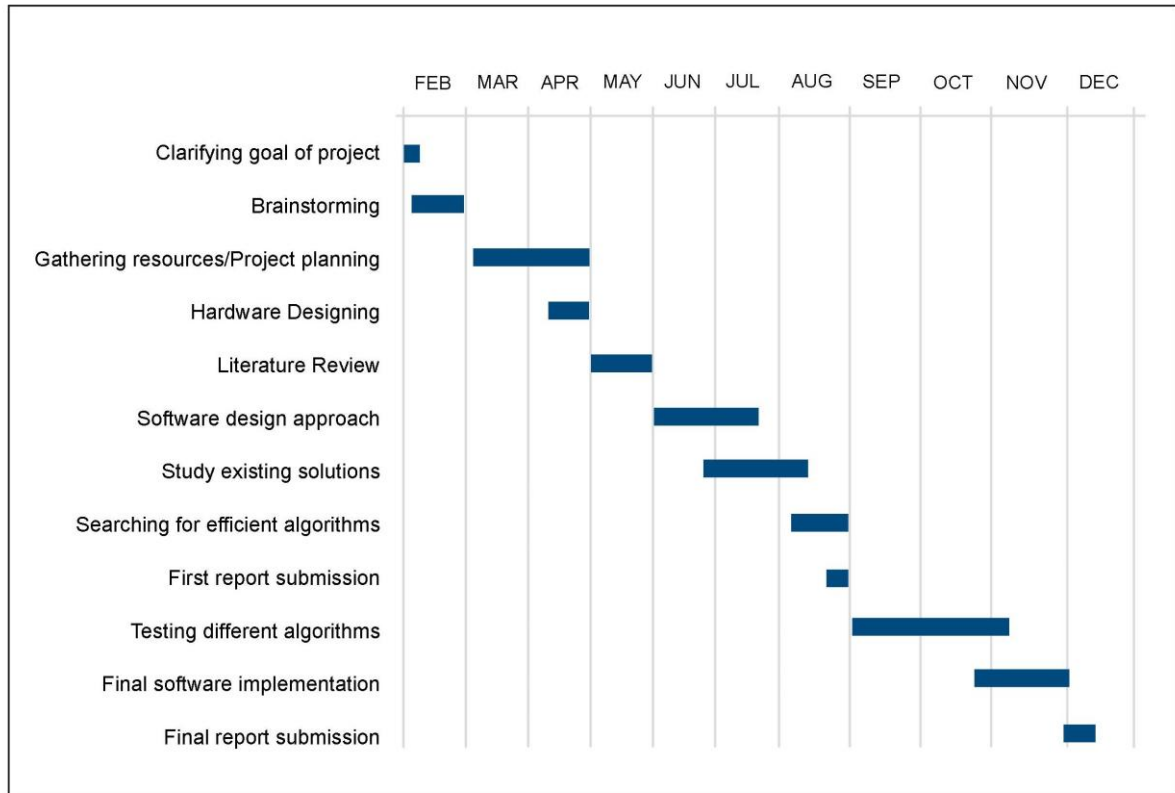 FEB MAR APR MAY JUN JUL AUG SEP OCT NOV DEC
Clarifying goal of project
Brainstorming
Gathering resources/Project planning
Hardware Designing
Literature Review
Software design approach
Study existing solutions
Searching for efficient algorithms
First report submission
Testing different algorithms
Final software implementation
Final report submission